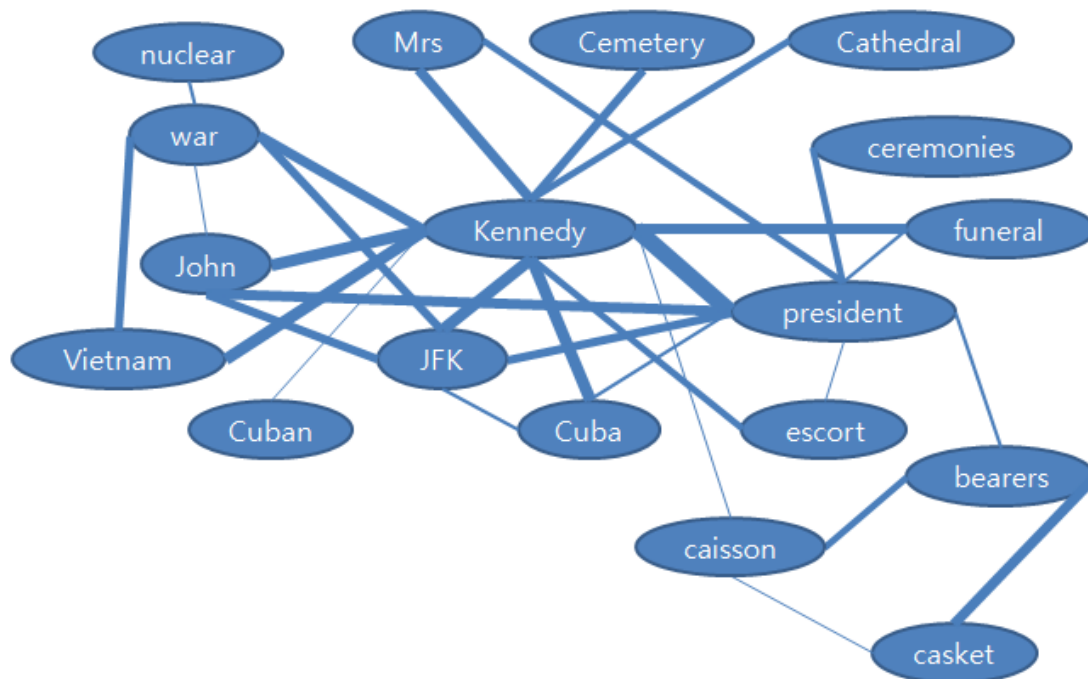 nuclear
Mrs
Cemetery
Cathedral
war
ceremonies
Kennedy
funeral
John
president
Vietnam
JFK
Cuban
Cuba
escort
bearers
caisson
casket